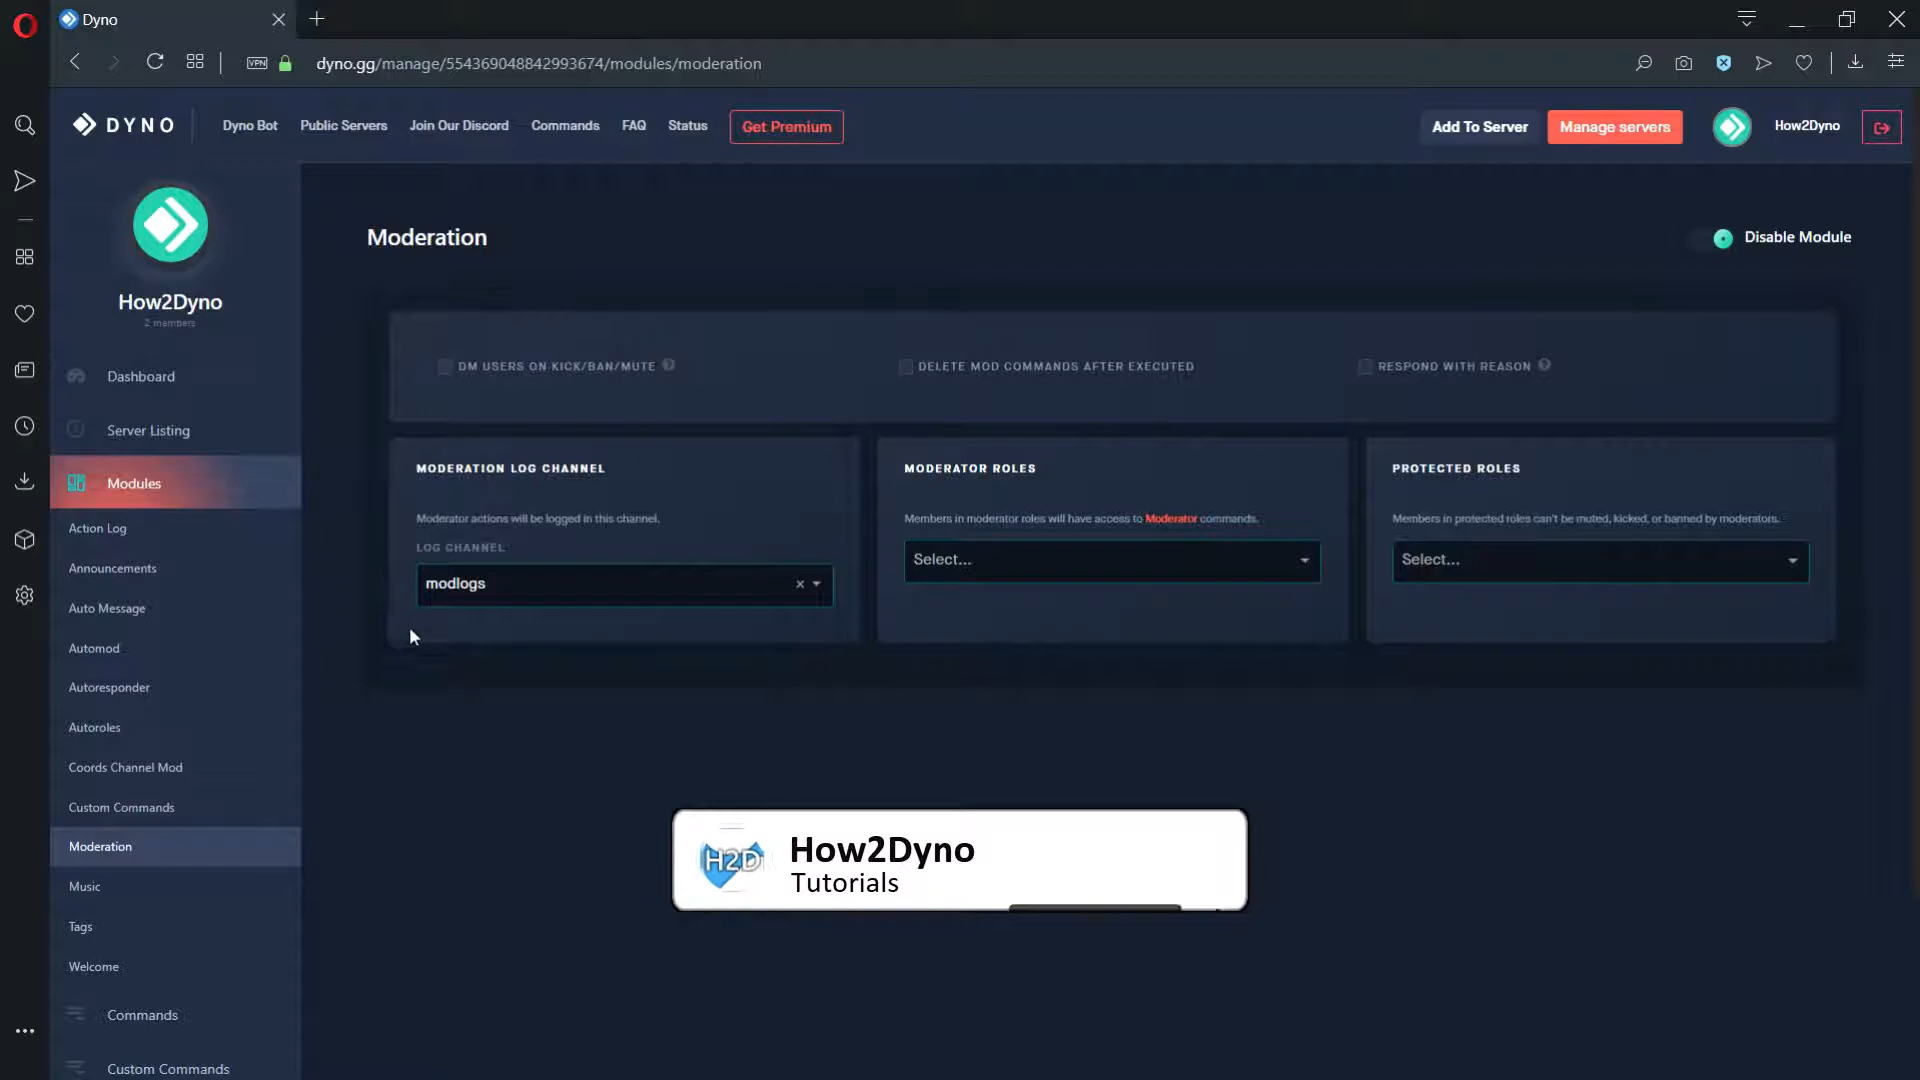 Dyno
VPN
dyno.gg/manage/554369048842993674/modules/moderation
DYNO
Dyno Bot
Public Servers
Join Our Discord
Commands
FAQ
Status
Get Premium
Add To Server
Manage servers
How2Dyno
How2Dyno
2 members
Dashboard
Server Listing
Modules
Action Log
Announcements
Auto Message
Automod
Autoresponder
Autoroles
Coords Channel Mod
Custom Commands
Moderation
Music
Tags
Welcome
Commands
Custom Commands
Moderation
Disable Module
DM USERS ON KICK/BAN/MUTE
DELETE MOD COMMANDS AFTER EXECUTED
RESPOND WITH REASON
MODERATION LOG CHANNEL
Moderator actions will be logged in this channel.
LOG CHANNEL
modlogs
MODERATOR ROLES
Members in moderator roles will have access to Moderator commands.
Select...
PROTECTED ROLES
Members in protected roles can't be muted, kicked, or banned by moderators.
Select...
H2D
How2Dyno
Tutorials